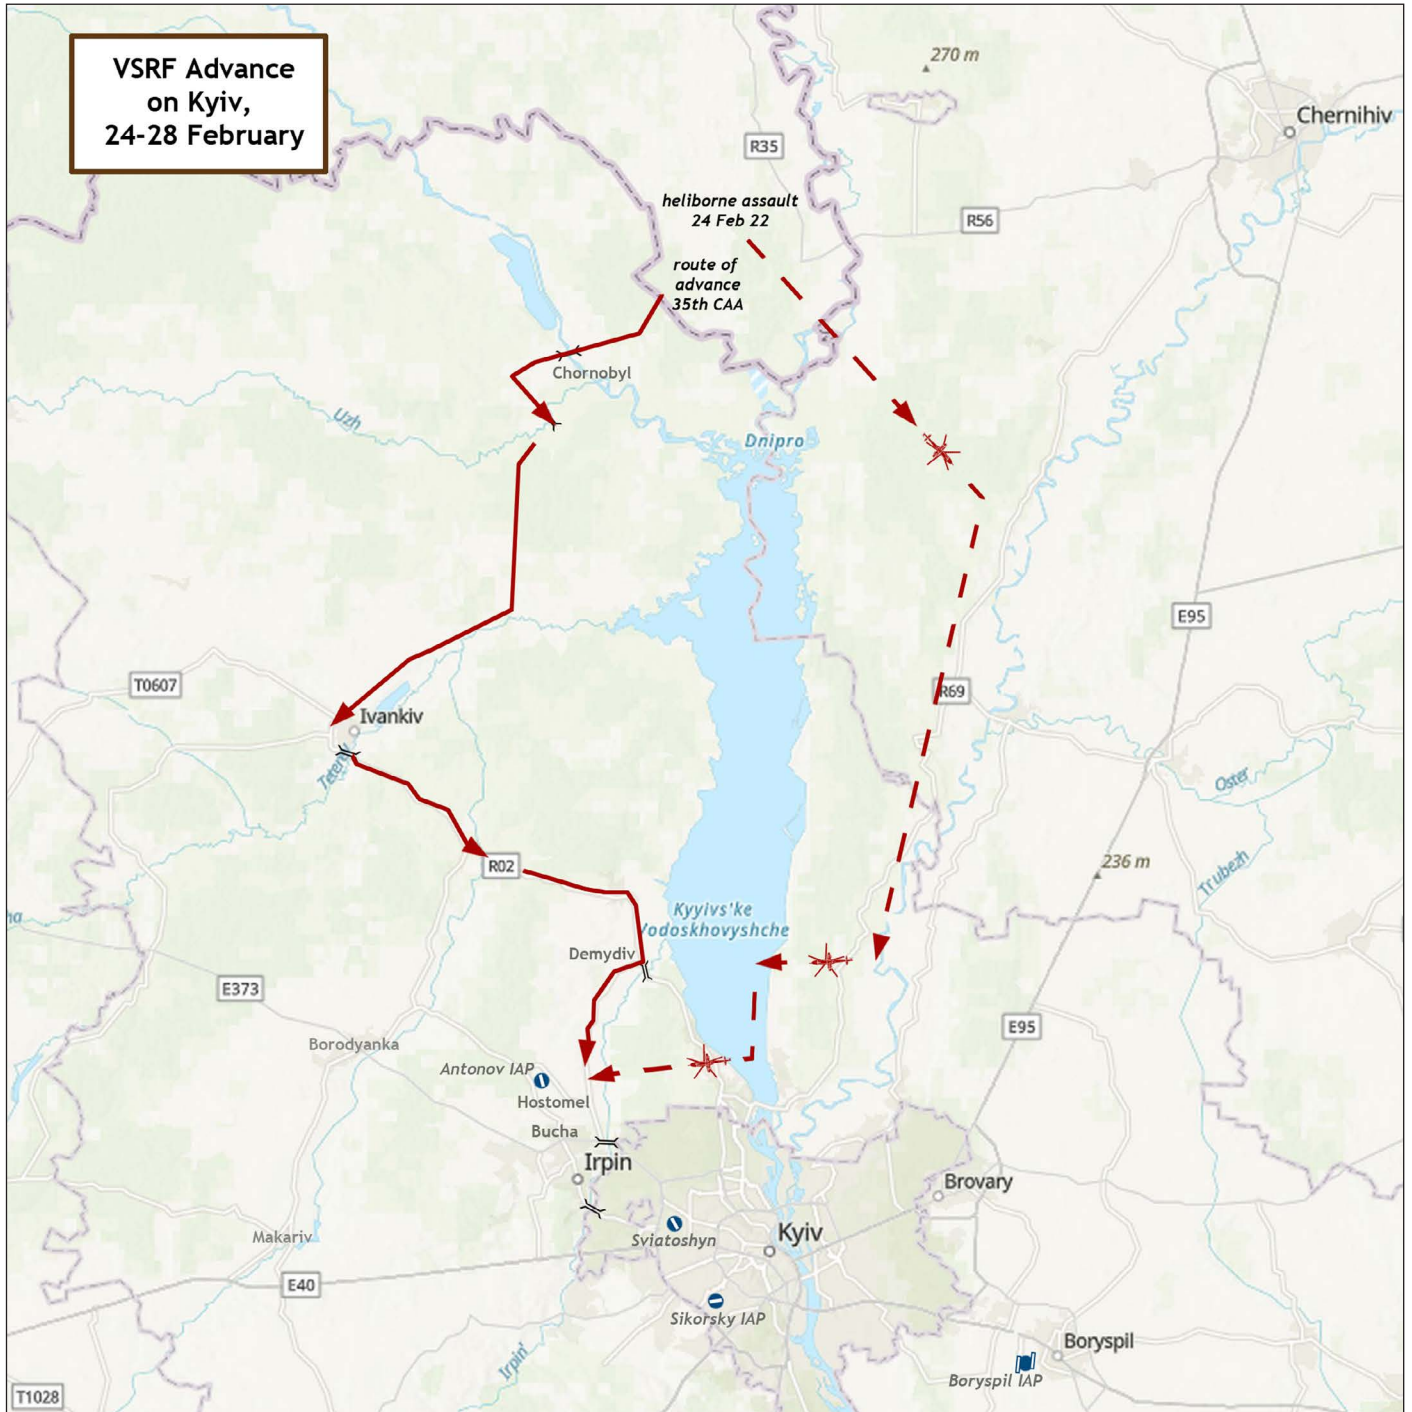 VSRF Advance
on Kyiv,
24-28 February
270 m
Chernihiv
R35
heliborne assault
24 Feb 22
R56
route of
advance
35th CAA
Chornobyl
Uzh
Dnipro
E95
T0607
R69
Ivankiv
Teteriv
Oster
R02
236 m
Trubezh
Kyyivs'ke
Vodoskhovyshche
Demydiv
E373
E95
Borodyanka
Antonov IAP
Hostomel
Bucha
Irpin
Brovary
Makariv
Sviatoshyn
Kyiv
E40
Sikorsky IAP
Boryspil
Irpin'
Boryspil IAP
T1028